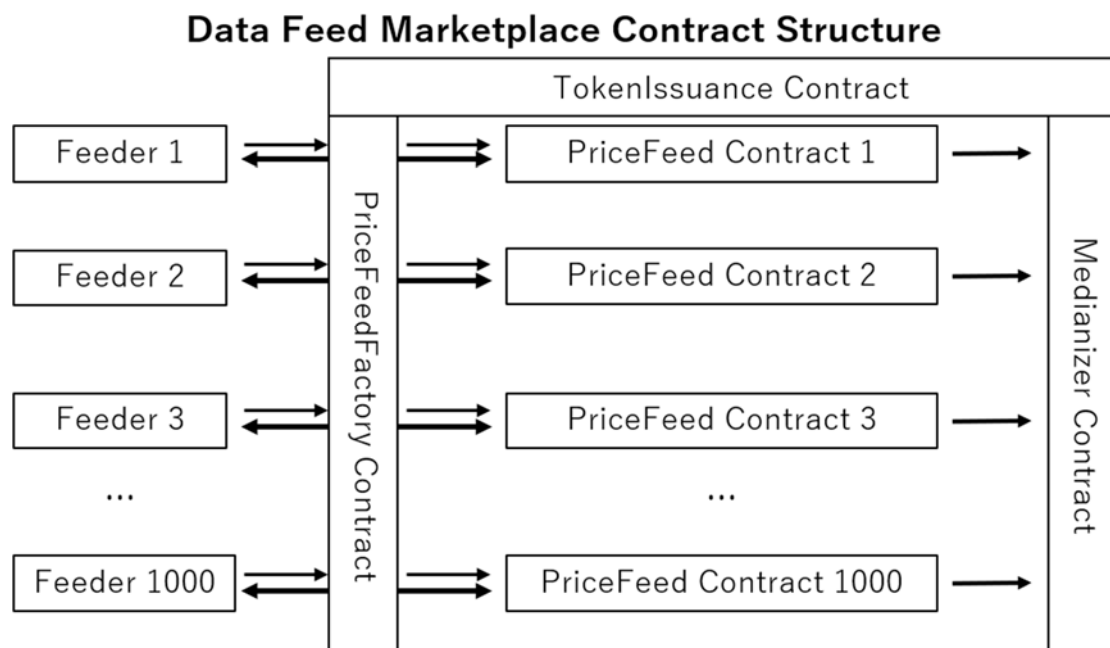 Data Feed Marketplace Contract Structure
TokenIssuance Contract
Feeder 1
PriceFeed Contract 1
Feeder 2
PriceFeed Contract 2
Feeder 3
PriceFeed Contract 3
...
...
Feeder 1000
PriceFeed Contract 1000
PriceFeedFactory Contract
Medianizer Contract